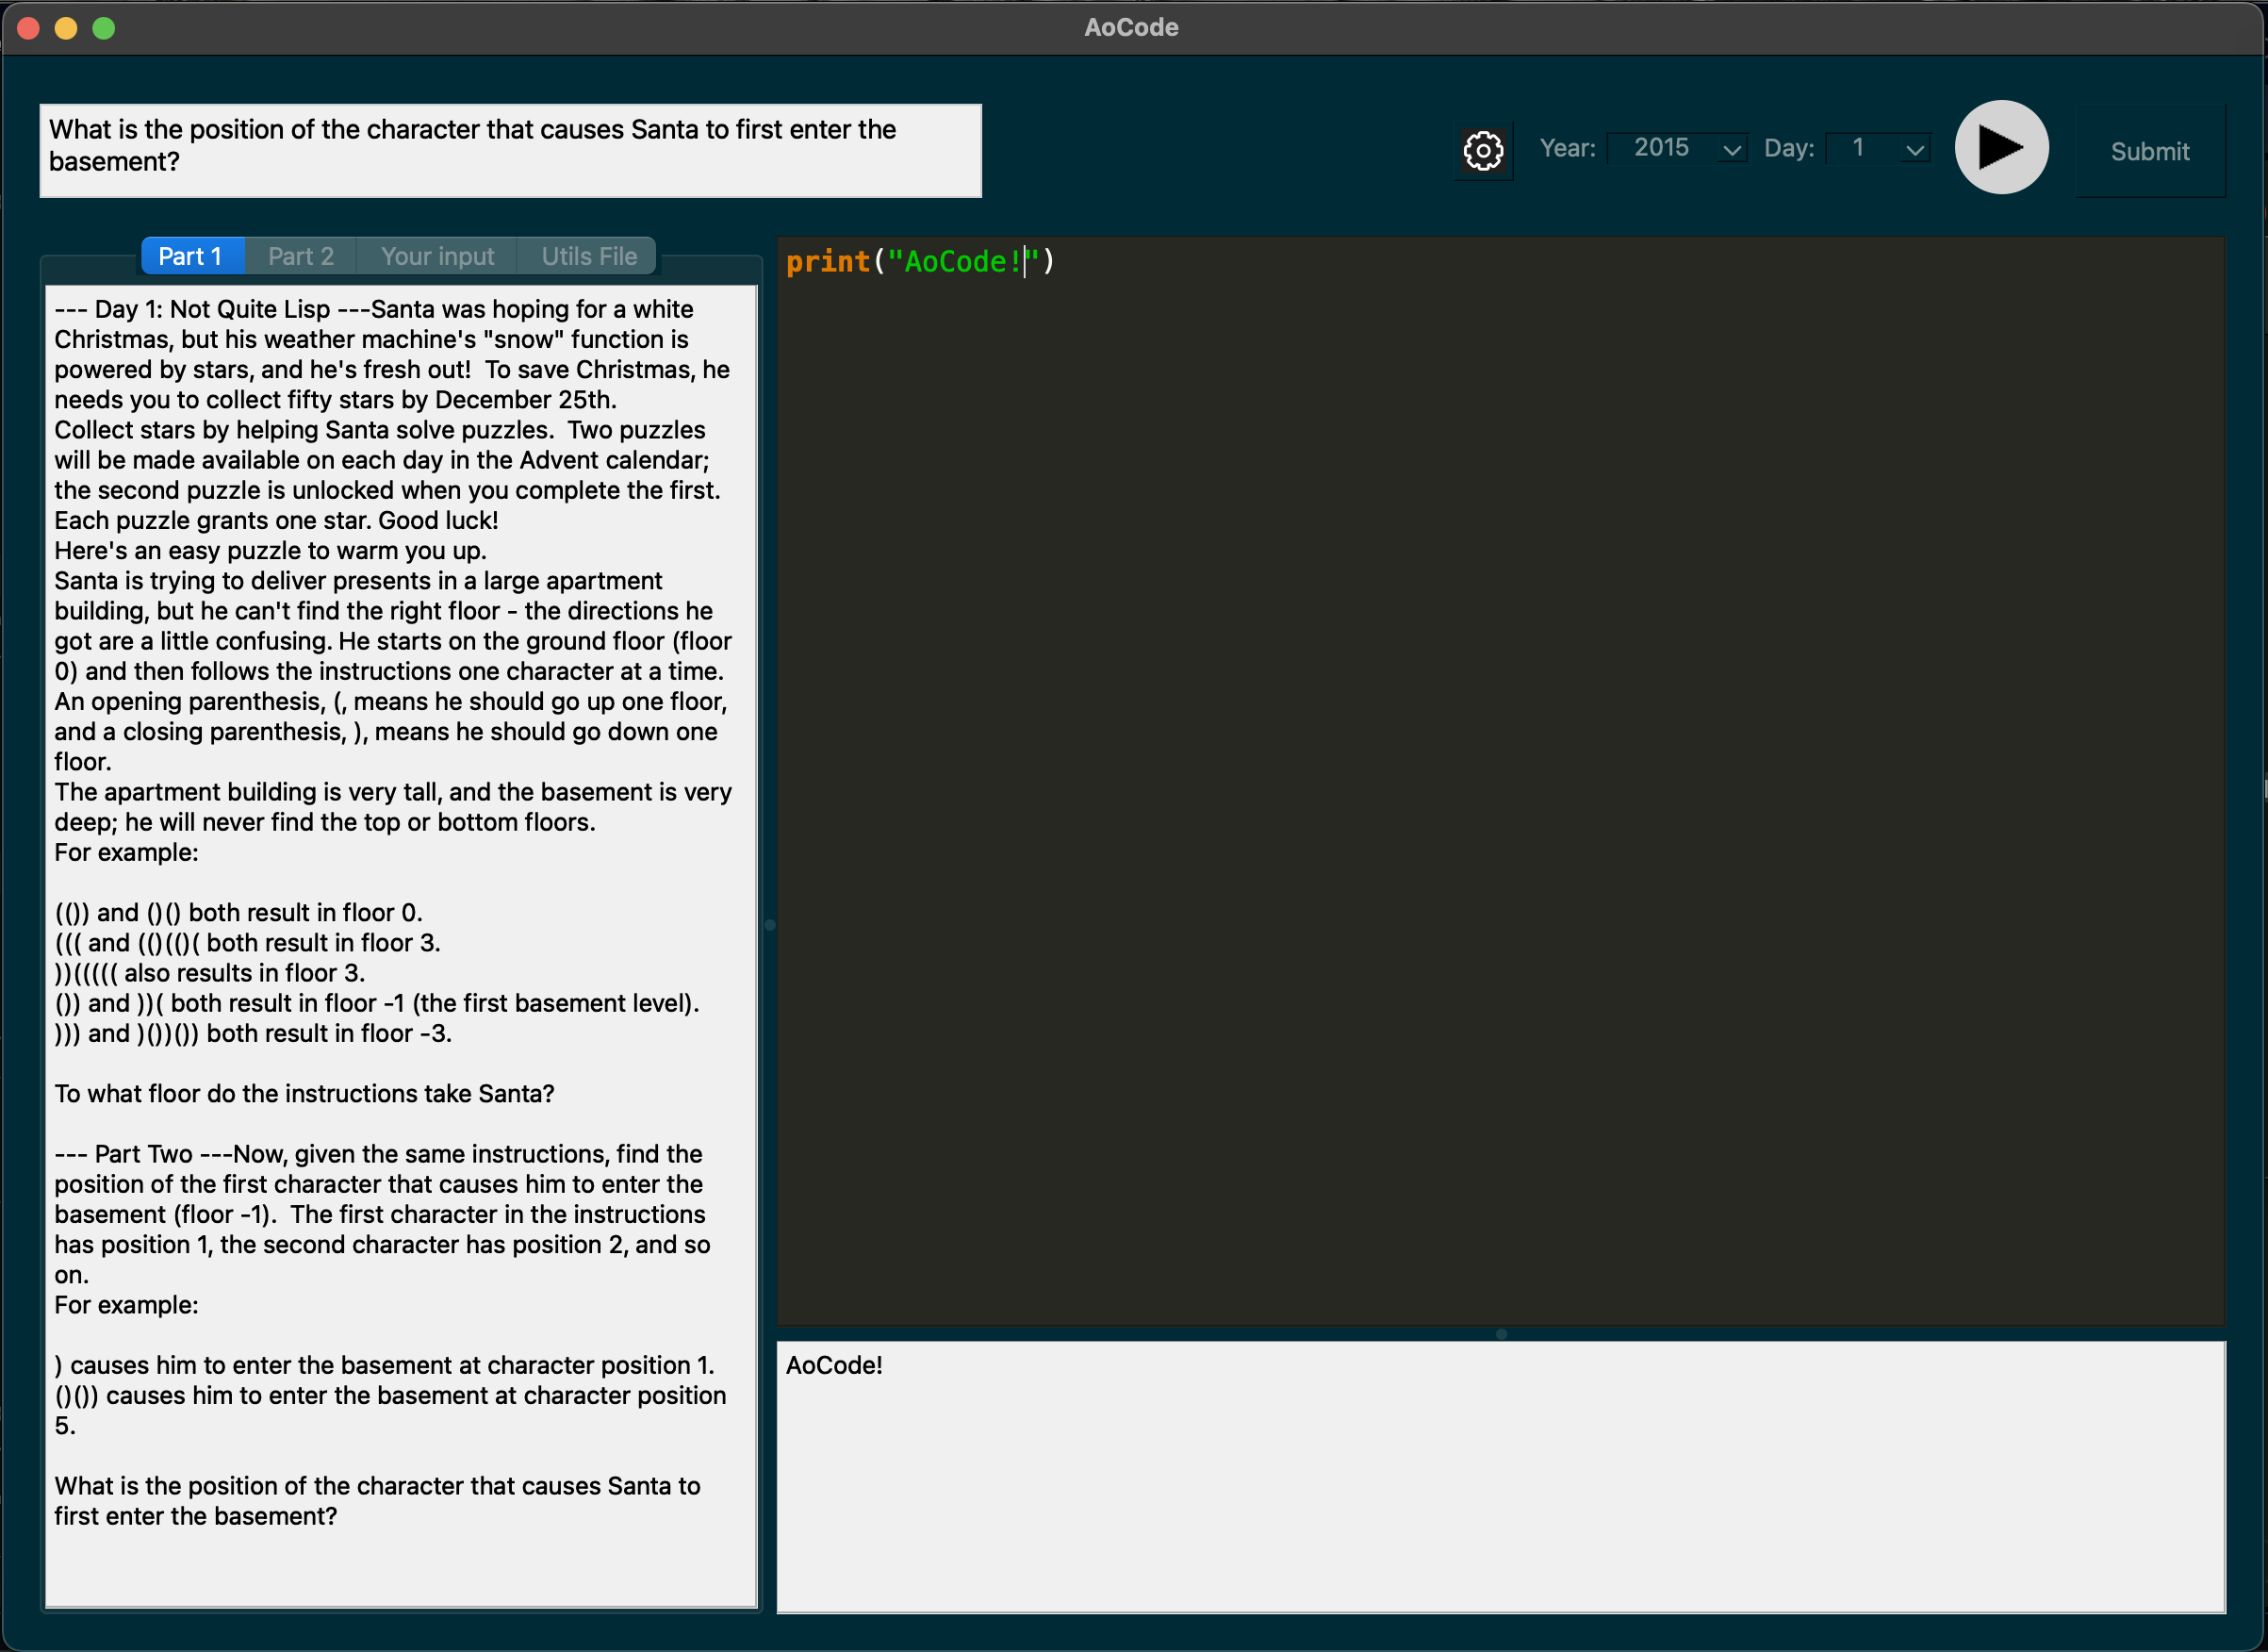 AoCode
What is the position of the character that causes Santa to first enter the
basement?
Year: 2015 Day: 1 Submit
Part 1 Part 2 Your input Utils File
--- Day 1: Not Quite Lisp ---Santa was hoping for a white
Christmas, but his weather machine's "snow" function is
powered by stars, and he's fresh out!  To save Christmas, he
needs you to collect fifty stars by December 25th.
Collect stars by helping Santa solve puzzles.  Two puzzles
will be made available on each day in the Advent calendar;
the second puzzle is unlocked when you complete the first.
Each puzzle grants one star. Good luck!
Here's an easy puzzle to warm you up.
Santa is trying to deliver presents in a large apartment
building, but he can't find the right floor - the directions he
got are a little confusing. He starts on the ground floor (floor
0) and then follows the instructions one character at a time.
An opening parenthesis, (, means he should go up one floor,
and a closing parenthesis, ), means he should go down one
floor.
The apartment building is very tall, and the basement is very
deep; he will never find the top or bottom floors.
For example:
(()) and ()() both result in floor 0.
((( and (()(()( both result in floor 3.
))((((( also results in floor 3.
()) and ))( both result in floor -1 (the first basement level).
))) and )())()) both result in floor -3.
To what floor do the instructions take Santa?
--- Part Two ---Now, given the same instructions, find the
position of the first character that causes him to enter the
basement (floor -1).  The first character in the instructions
has position 1, the second character has position 2, and so
on.
For example:
) causes him to enter the basement at character position 1.
()()) causes him to enter the basement at character position
5.
What is the position of the character that causes Santa to
first enter the basement?
print("AoCode!")
AoCode!